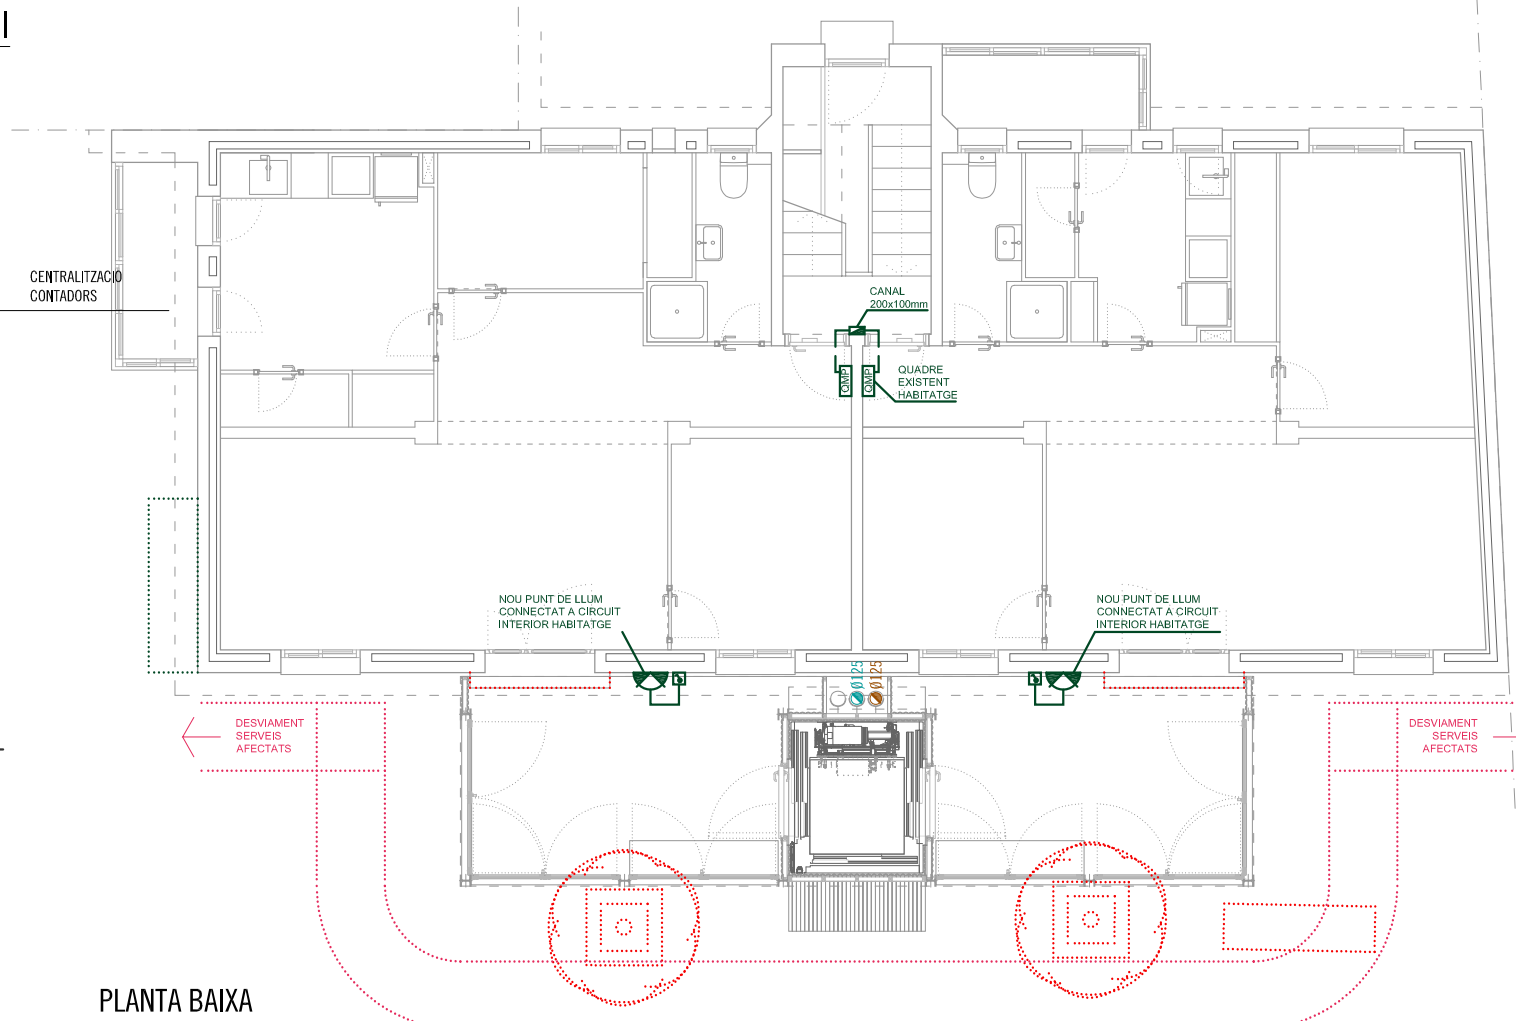 CENTRALITZACIÓ
CONTADORS
CANAL
200x100mm
QMP
QMP
QUADRE
EXISTENT
HABITATGE
NOU PUNT DE LLUM
CONNECTAT A CIRCUIT
INTERIOR HABITATGE
NOU PUNT DE LLUM
CONNECTAT A CIRCUIT
INTERIOR HABITATGE
Ø125
Ø125
DESVIAMENT
SERVEIS
AFECTATS
DESVIAMENT
SERVEIS
AFECTATS
PLANTA BAIXA